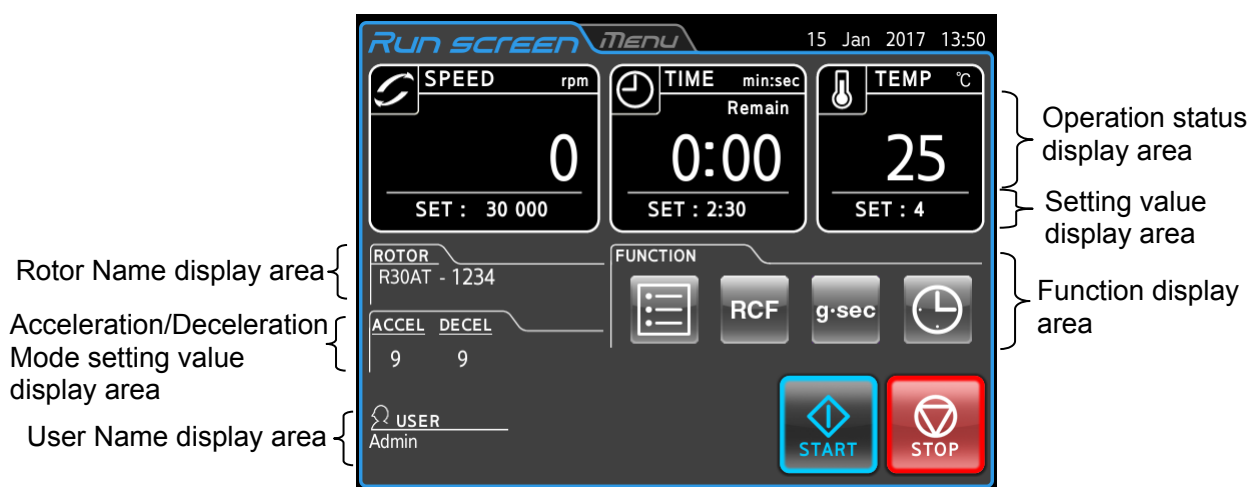 Run screen Menu 15 Jan 2017 13:50
SPEED rpm
0
SET : 30 000
TIME min:sec
Remain
0:00
SET : 2:30
TEMP ℃
25
SET : 4
Operation status
display area
Setting value
display area
Rotor Name display area
ROTOR
R30AT - 1234
FUNCTION
RCF
g·sec
Function display
area
Acceleration/Deceleration
Mode setting value
display area
ACCEL DECEL
9 9
User Name display area
USER
Admin
START
STOP